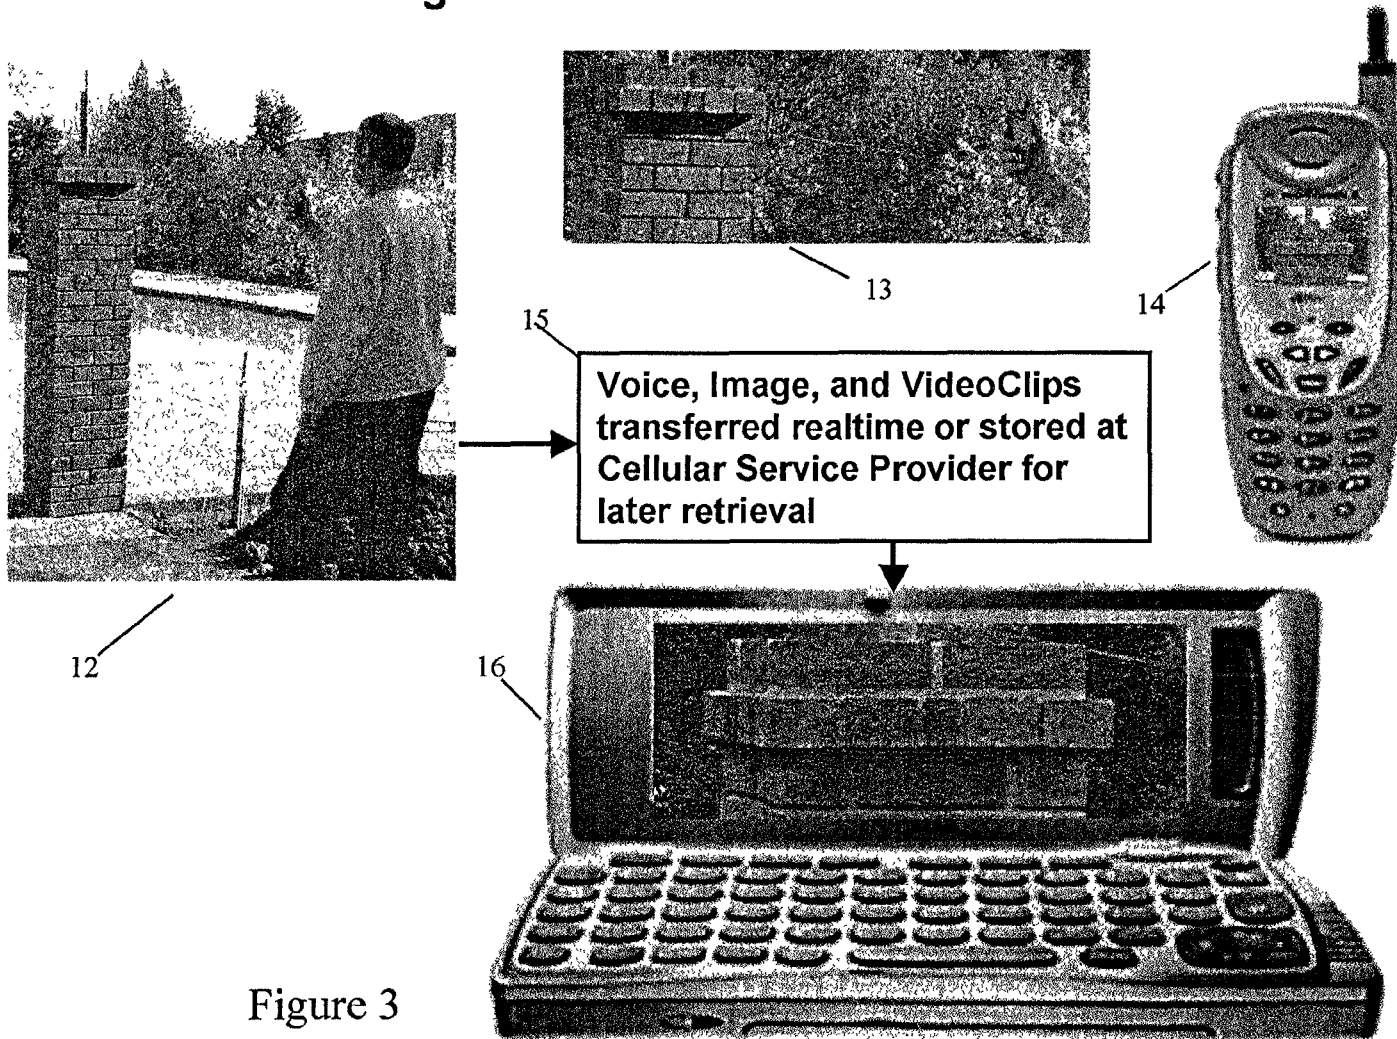 13
14
15
Voice, Image, and VideoClips
transferred realtime or stored at
Cellular Service Provider for
later retrieval
12
16
Figure 3